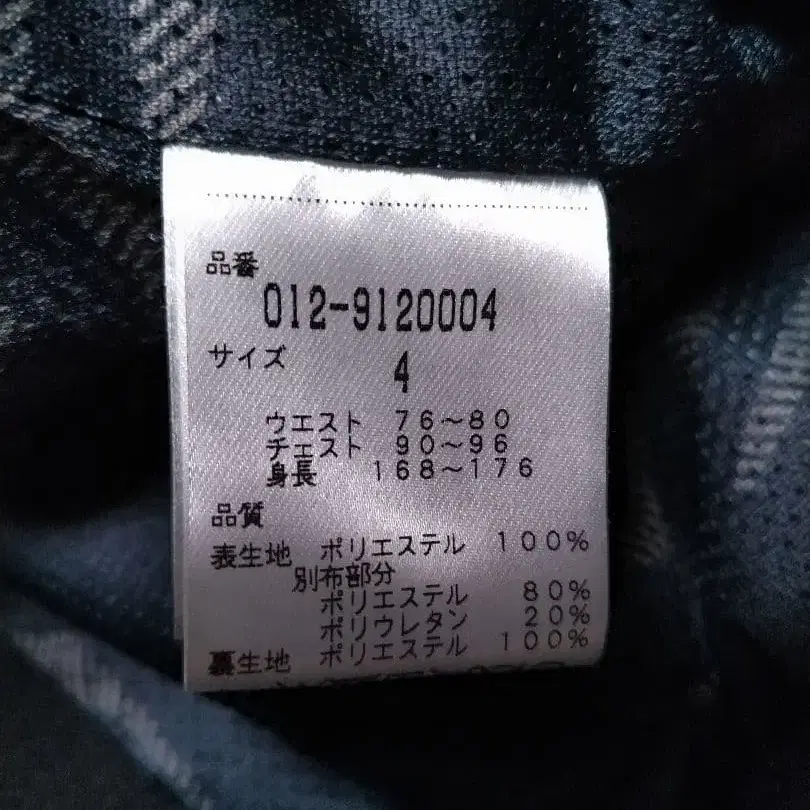 品番
012-9120004
サイズ
4
ウエスト 76~80
チェスト 90~96
身長 168~176
品質
表生地 ポリエステル 100%
別布部分
ポリエステル 80%
ポリウレタン 20%
裏生地 ポリエステル 100%